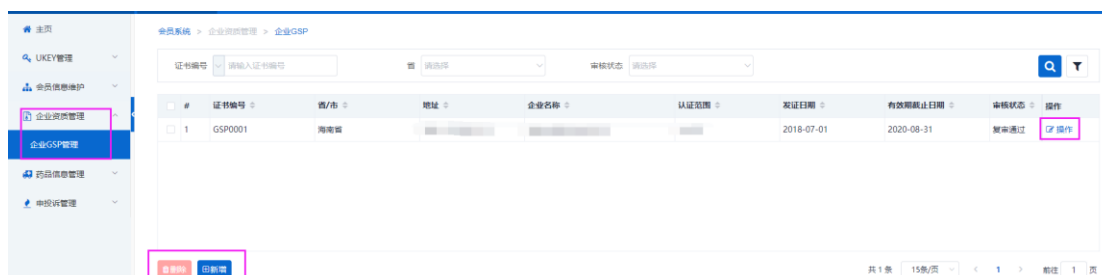 主页
会员系统 > 企业资质管理 > 企业GSP
UKEY管理
证书编号 请输入证书编号 省 请选择 审核状态 请选择
会员信息维护
# 证书编号 省/市 地址 企业名称 认证范围 发证日期 有效期截止日期 审核状态 操作
企业资质管理
1 GSP0001 海南省 2018-07-01 2020-08-31 复审通过 操作
企业GSP管理
药品信息管理
申投诉管理
删除 新增 共1条 15条/页 < 1 > 前往 1 页